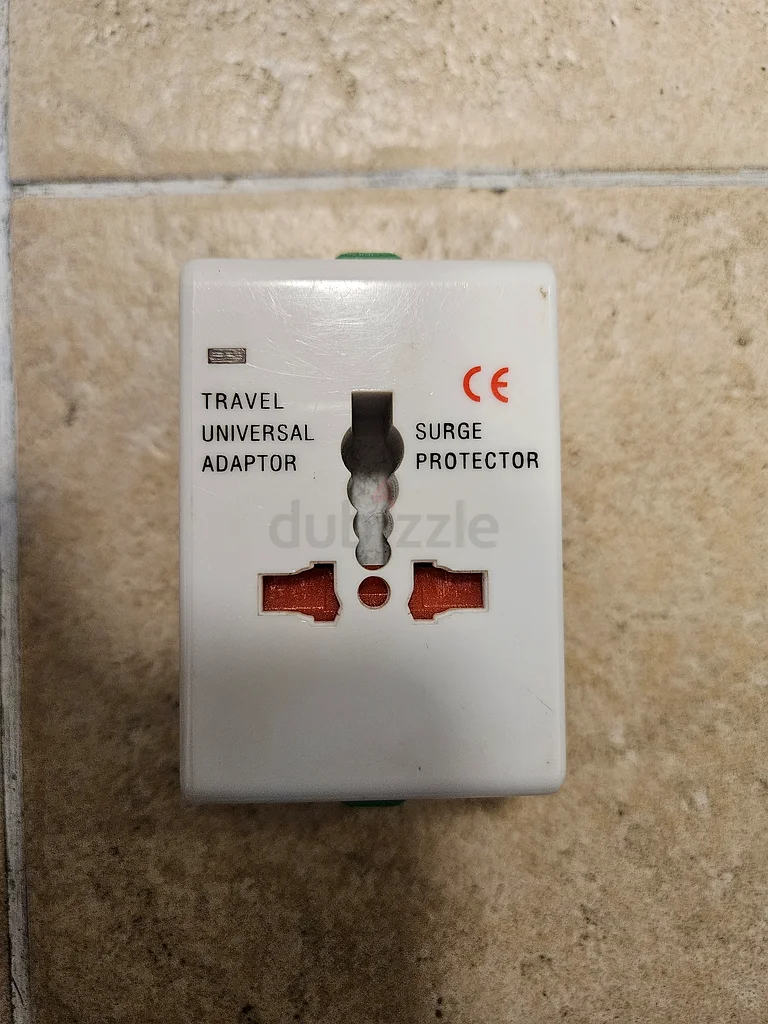 TRAVEL
UNIVERSAL
ADAPTOR
CE
SURGE
PROTECTOR
dubizzle